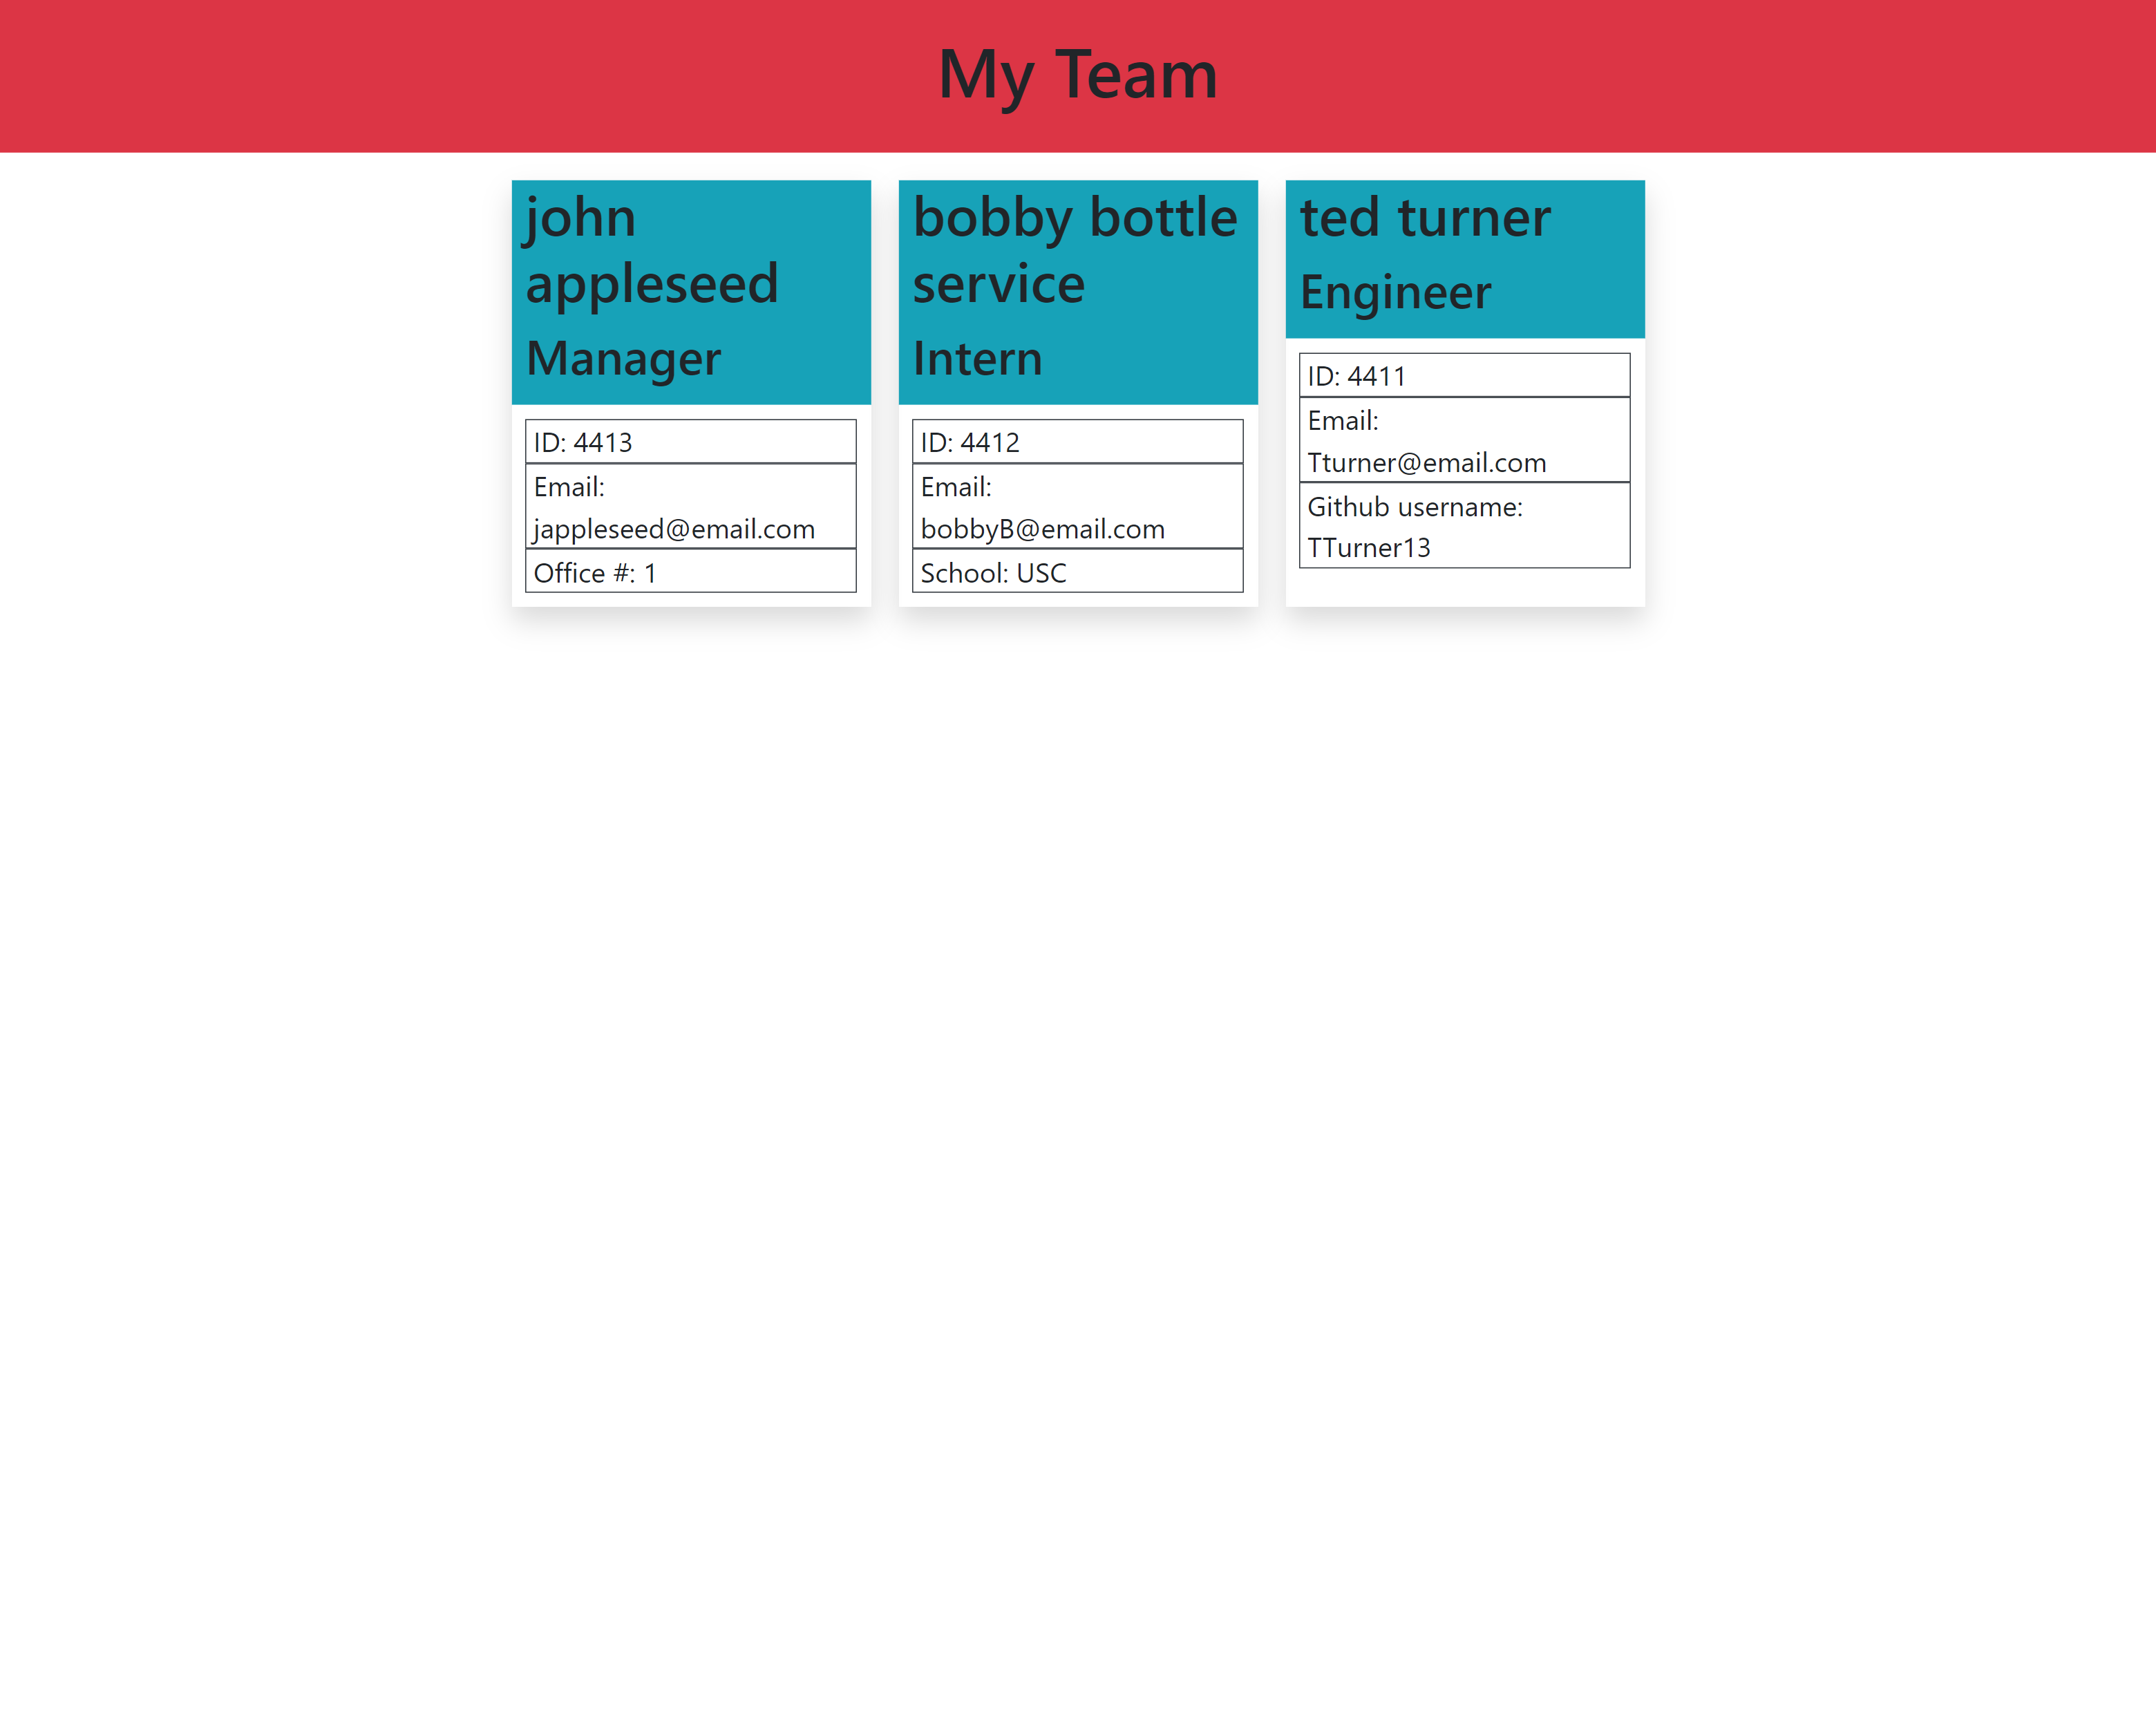 My Team
john
appleseed
Manager
ID: 4413
Email:
jappleseed@email.com
Office #: 1
bobby bottle
service
Intern
ID: 4412
Email:
bobbyB@email.com
School: USC
ted turner
Engineer
ID: 4411
Email:
Tturner@email.com
Github username:
TTurner13